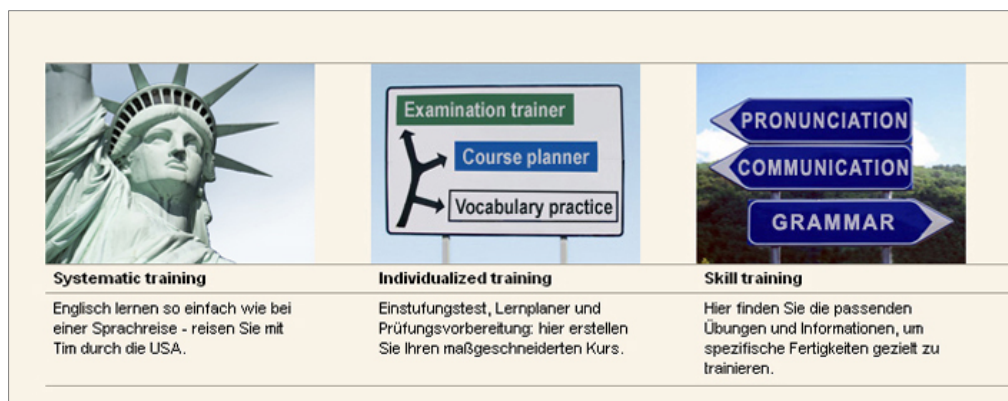 Examination trainer
Course planner
Vocabulary practice
PRONUNCIATION
COMMUNICATION
GRAMMAR
Systematic training
Englisch lernen so einfach wie bei
einer Sprachreise - reisen Sie mit
Tim durch die USA.
Individualized training
Einstufungstest, Lernplaner und
Prüfungsvorbereitung: hier erstellen
Sie Ihren maßgeschneiderten Kurs.
Skill training
Hier finden Sie die passenden
Übungen und Informationen, um
spezifische Fertigkeiten gezielt zu
trainieren.